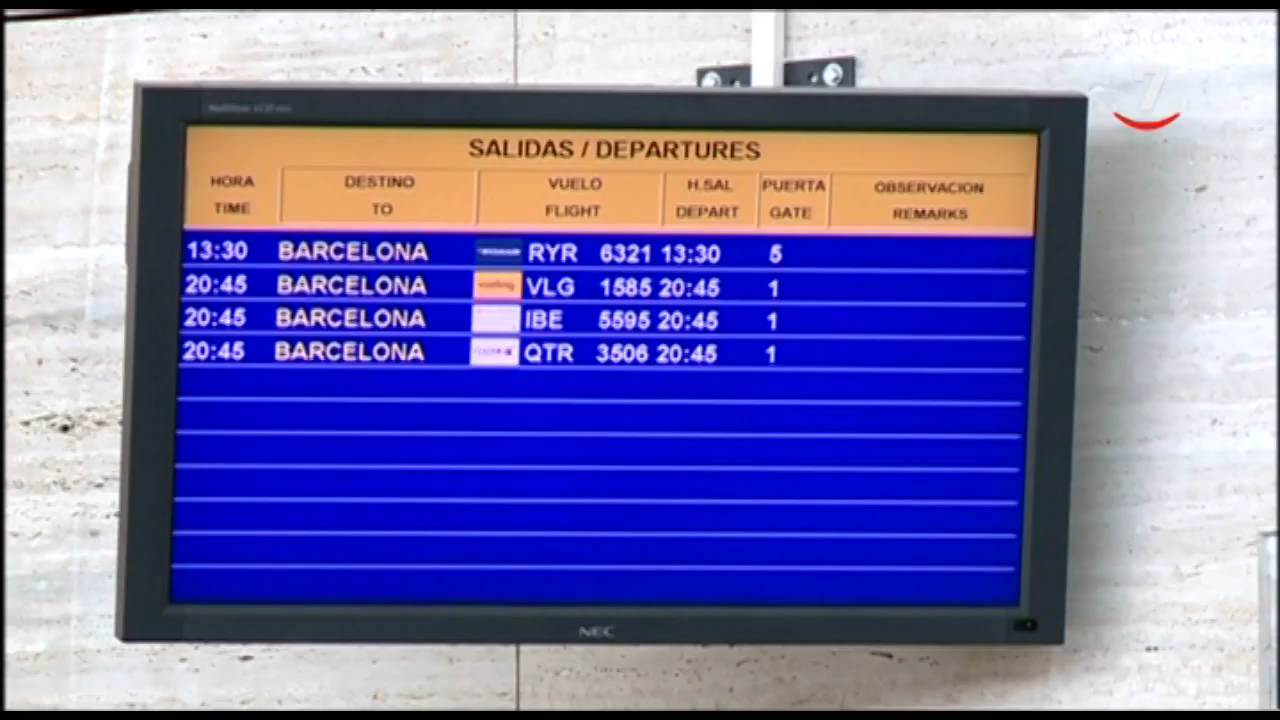 SALIDAS / DEPARTURES
HORA DESTINO VUELO H.SAL PUERTA OBSERVACION
TIME TO FLIGHT DEPART GATE REMARKS
13:30 BARCELONA RYR 6321 13:30 5
20:45 BARCELONA vueling VLG 1585 20:45 1
20:45 BARCELONA IBE 5595 20:45 1
20:45 BARCELONA QTR 3506 20:45 1
NEC
7